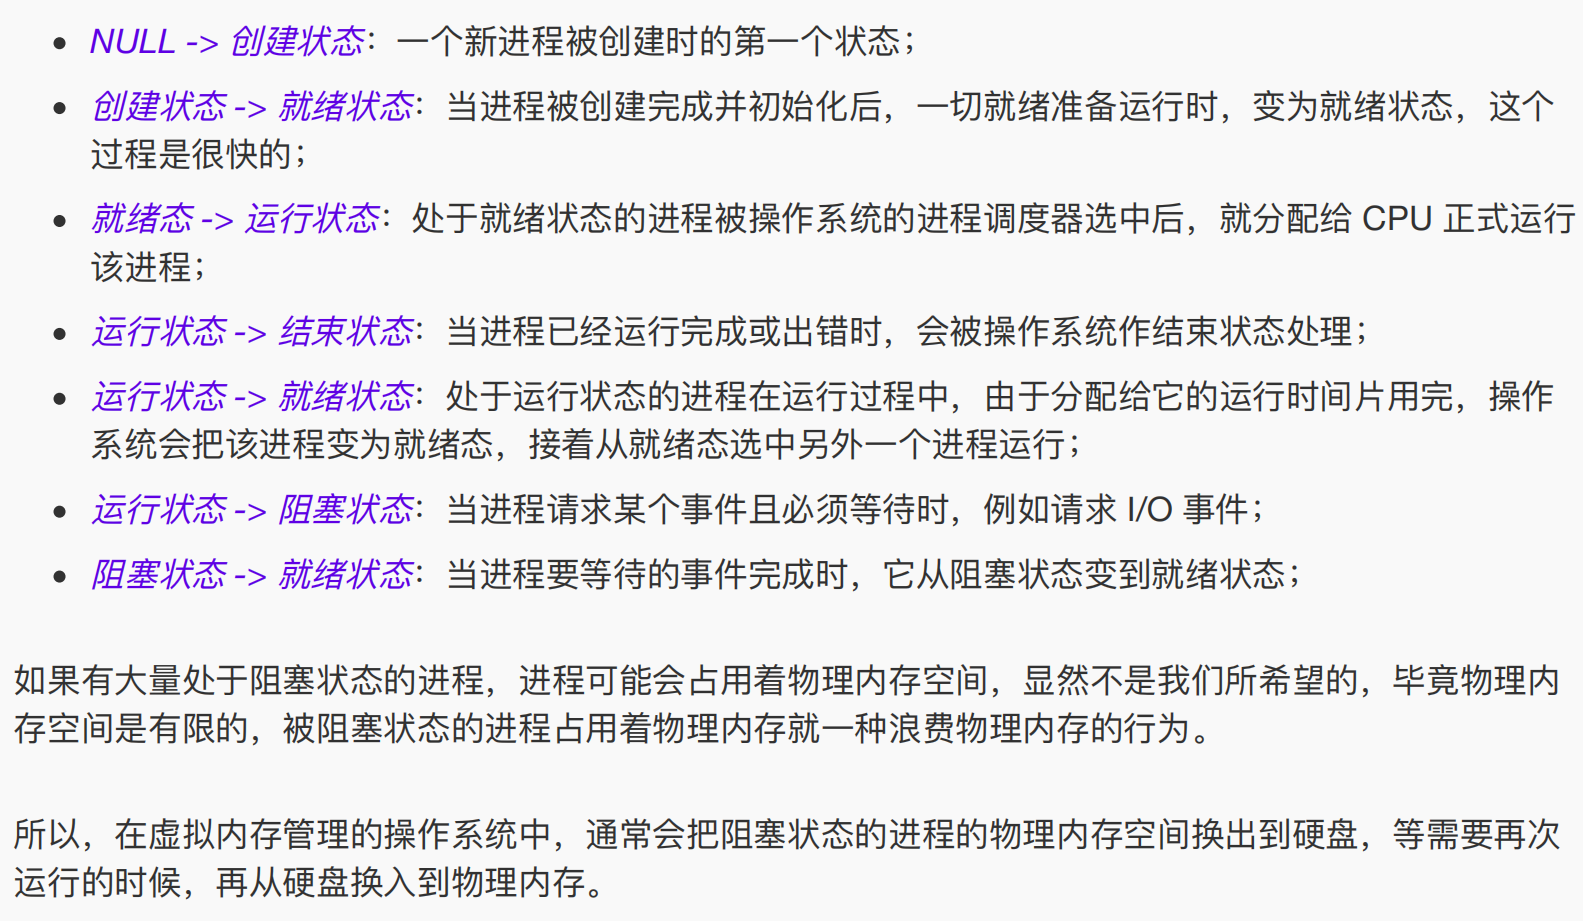 NULL -> 创建状态：一个新进程被创建时的第一个状态；
创建状态 -> 就绪状态：当进程被创建完成并初始化后，一切就绪准备运行时，变为就绪状态，这个
过程是很快的；
就绪态 -> 运行状态：处于就绪状态的进程被操作系统的进程调度器选中后，就分配给 CPU 正式运行
该进程；
运行状态 -> 结束状态：当进程已经运行完成或出错时，会被操作系统作结束状态处理；
运行状态 -> 就绪状态：处于运行状态的进程在运行过程中，由于分配给它的运行时间片用完，操作
系统会把该进程变为就绪态，接着从就绪态选中另外一个进程运行；
运行状态 -> 阻塞状态：当进程请求某个事件且必须等待时，例如请求 I/O 事件；
阻塞状态 -> 就绪状态：当进程要等待的事件完成时，它从阻塞状态变到就绪状态；
如果有大量处于阻塞状态的进程，进程可能会占用着物理内存空间，显然不是我们所希望的，毕竟物理内
存空间是有限的，被阻塞状态的进程占用着物理内存就一种浪费物理内存的行为。
所以，在虚拟内存管理的操作系统中，通常会把阻塞状态的进程的物理内存空间换出到硬盘，等需要再次
运行的时候，再从硬盘换入到物理内存。